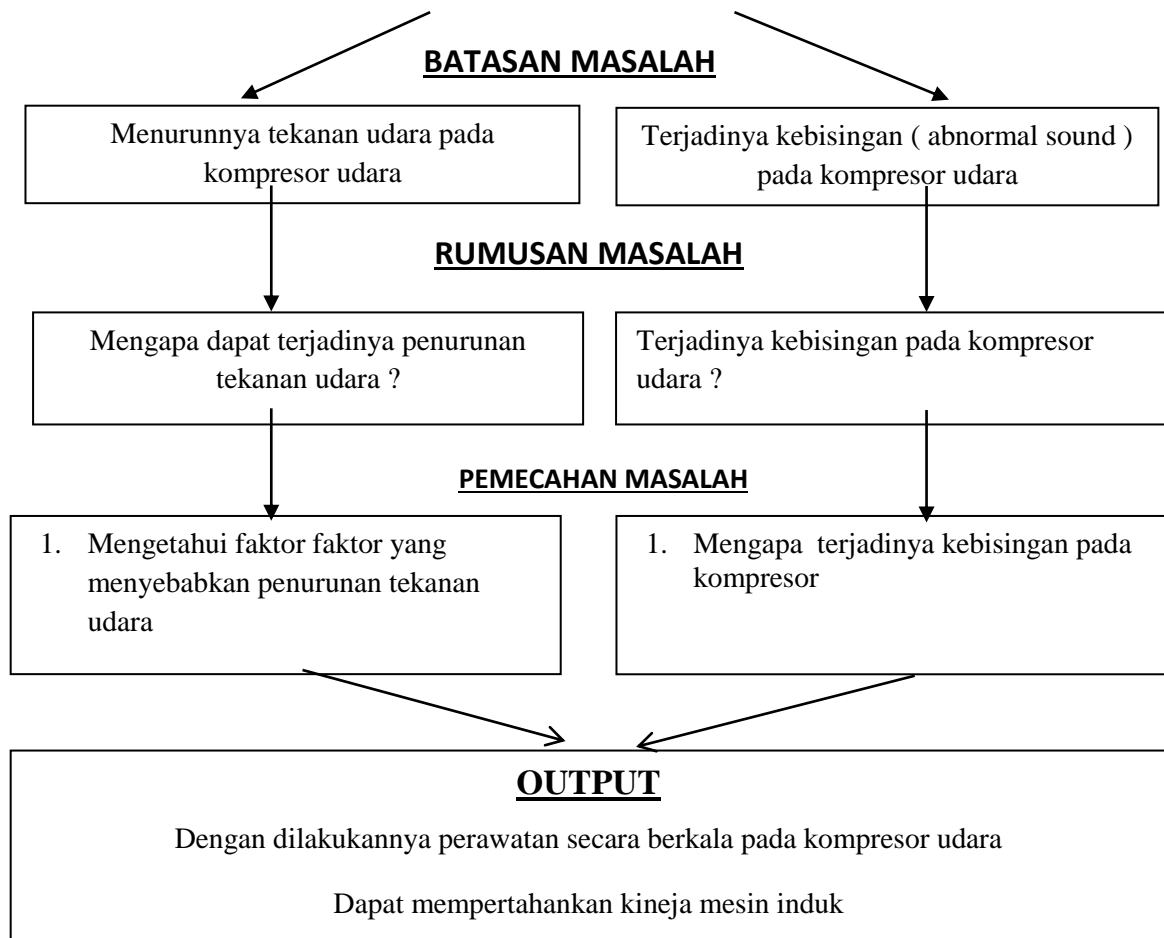 BATASAN MASALAH
Menurunnya tekanan udara pada
kompresor udara
Terjadinya kebisingan ( abnormal sound )
pada kompresor udara
RUMUSAN MASALAH
Mengapa dapat terjadinya penurunan
tekanan udara ?
Terjadinya kebisingan pada kompresor
udara ?
PEMECAHAN MASALAH
1. Mengetahui faktor faktor yang
menyebabkan penurunan tekanan
udara
1. Mengapa terjadinya kebisingan pada
kompresor
OUTPUT
Dengan dilakukannya perawatan secara berkala pada kompresor udara
Dapat mempertahankan kineja mesin induk